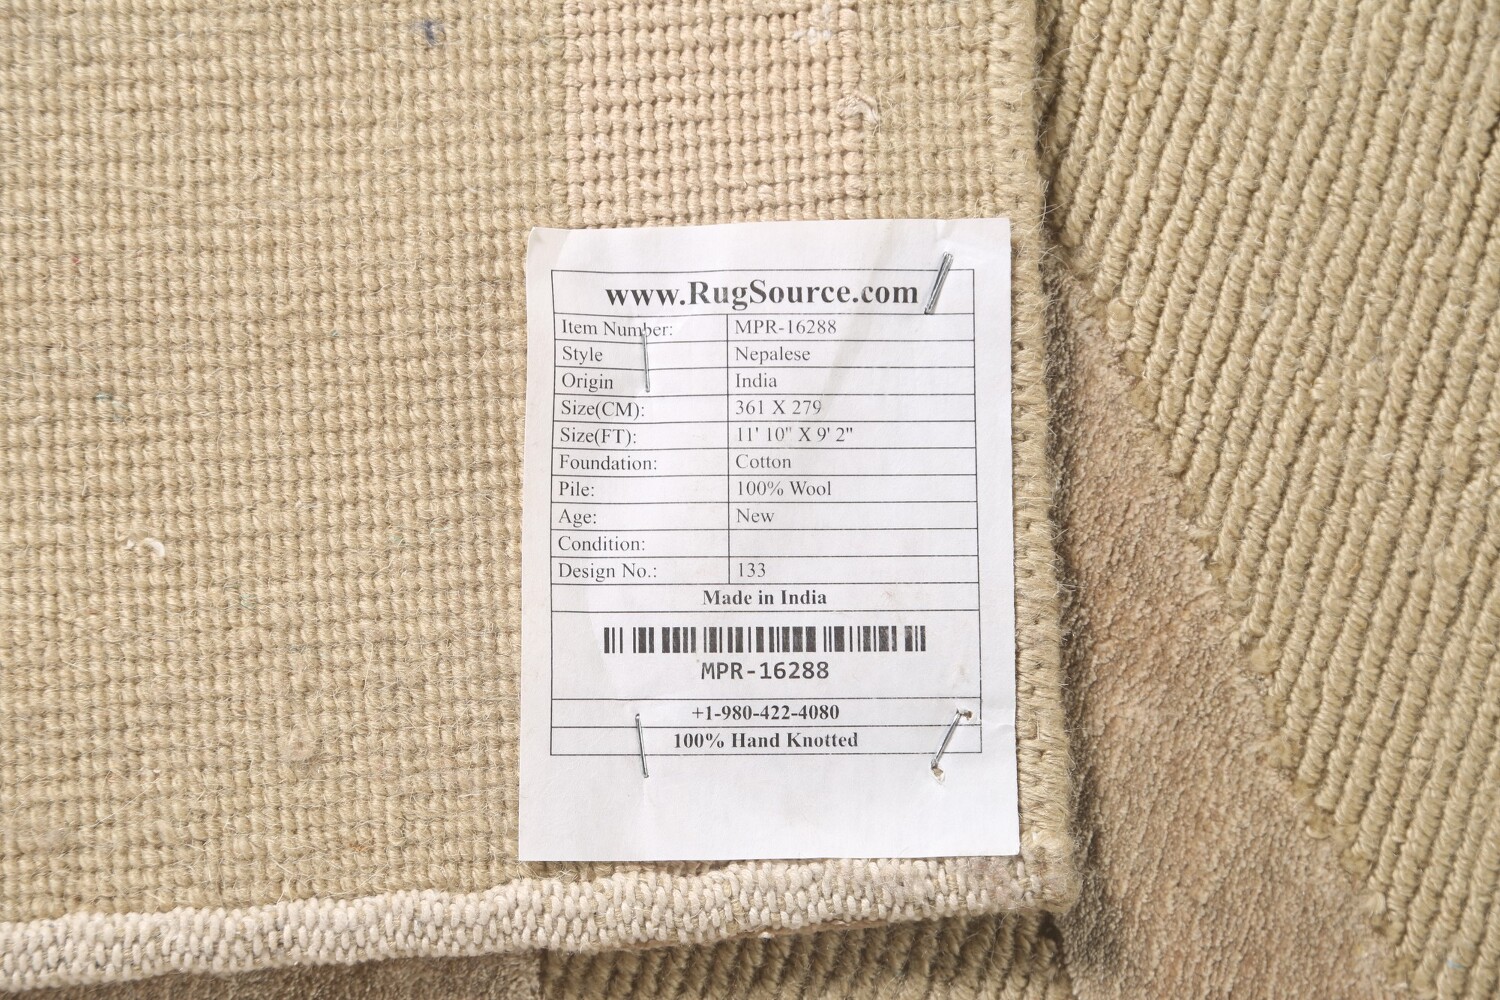 www.RugSource.com
Item Number: MPR-16288
Style Nepalese
Origin India
Size(CM): 361 X 279
Size(FT): 11' 10" X 9' 2"
Foundation: Cotton
Pile: 100% Wool
Age: New
Condition:
Design No.: 133
Made in India
MPR-16288
+1-980-422-4080
100% Hand Knotted